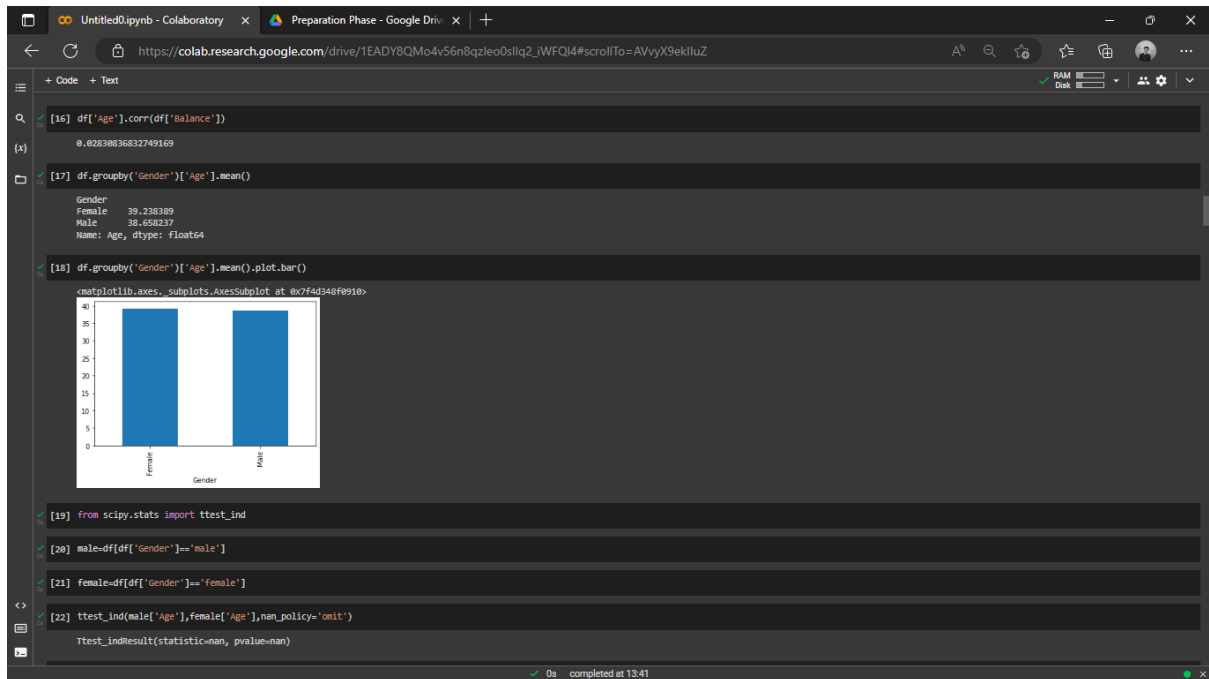 Untitled0.ipynb - Colaboratory
Preparation Phase - Google Driv
https://colab.research.google.com/drive/1EADY8QMo4v56n8qzleo0sIlq2_iWFQl4#scrollTo=AVvyX9ekIIuZ
+ Code + Text
RAM
Disk
[16] df['Age'].corr(df['Balance'])
0.02830836832749169
[17] df.groupby('Gender')['Age'].mean()
Gender
Female 39.238389
Male 38.658237
Name: Age, dtype: float64
[18] df.groupby('Gender')['Age'].mean().plot.bar()
<matplotlib.axes._subplots.AxesSubplot at 0x7f4d348f0910>
40
35
30
25
20
15
10
5
0
Female
Male
Gender
[19] from scipy.stats import ttest_ind
[20] male=df[df['Gender']=='male']
[21] female=df[df['Gender']=='female']
[22] ttest_ind(male['Age'],female['Age'],nan_policy='omit')
Ttest_indResult(statistic=nan, pvalue=nan)
0s completed at 13:41